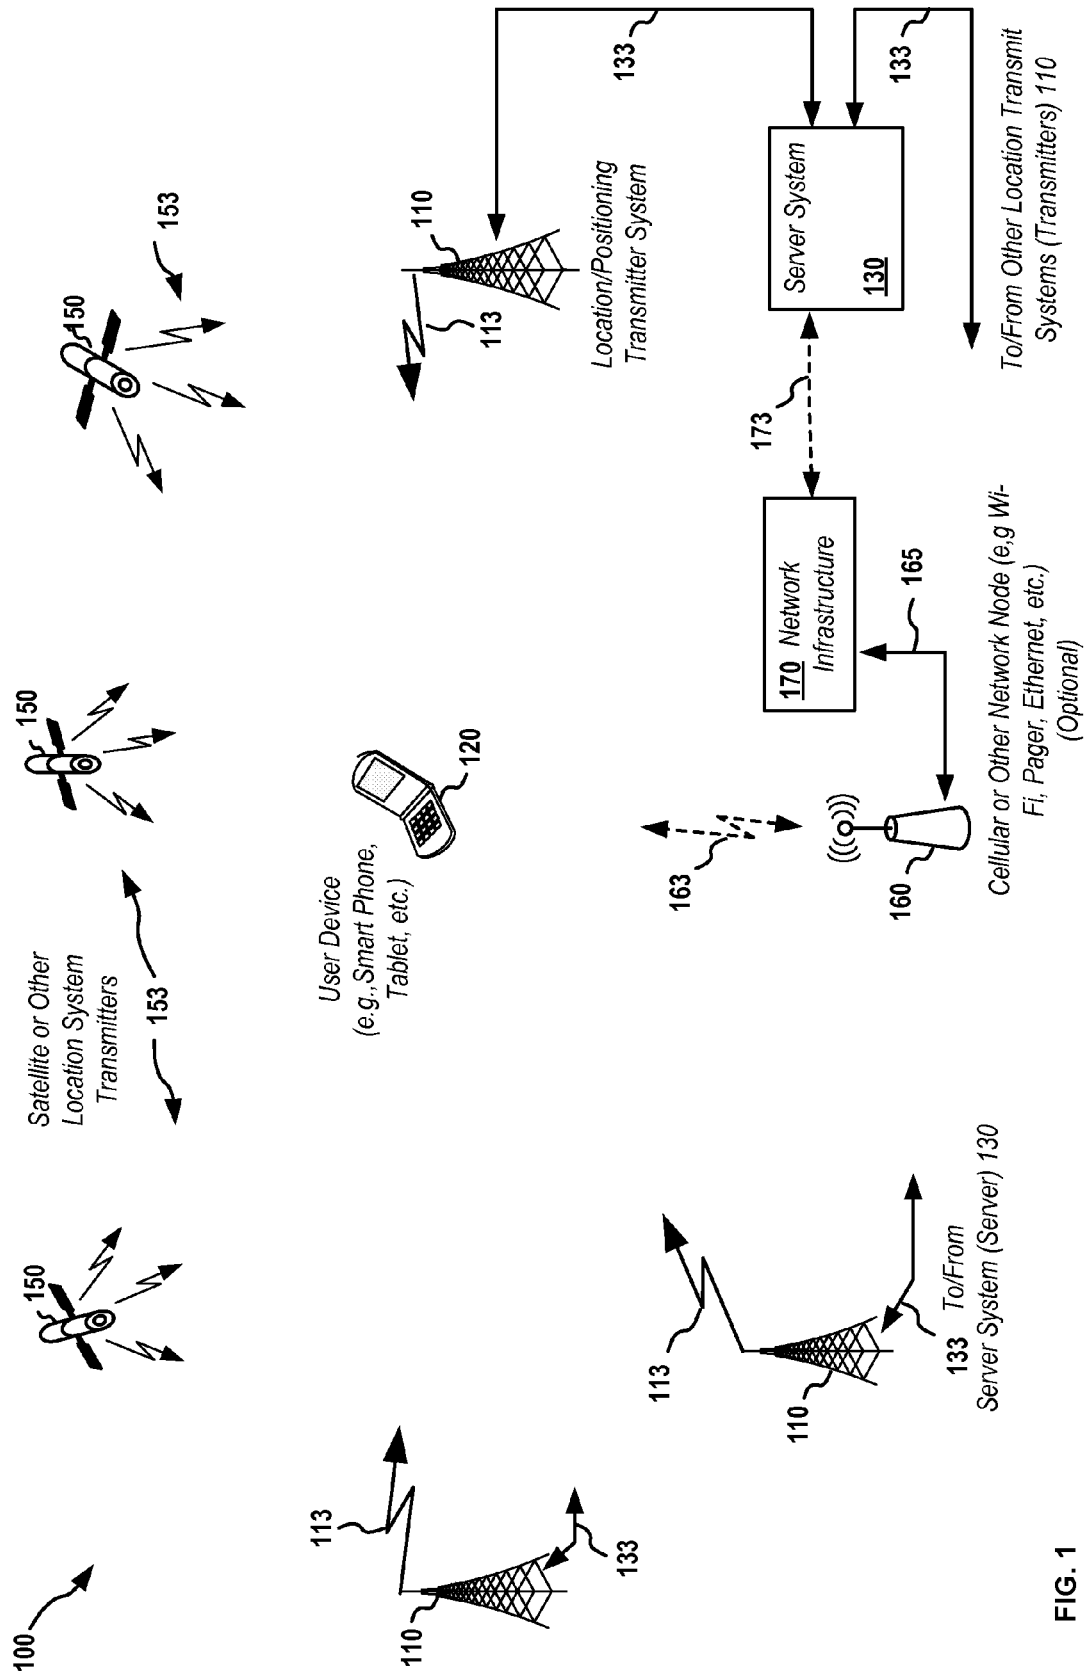 100
150
150
150
Satellite or Other
Location System
Transmitters
153
153
113
110
133
User Device
(e.g.,Smart Phone,
Tablet, etc.)
120
113
110
Location/Positioning
Transmitter System
133
113
110
133
To/From
Server System (Server) 130
163
160
165
170 Network
Infrastructure
173
Server System
130
133
Cellular or Other Network Node (e,g Wi-
Fi, Pager, Ethernet, etc.)
(Optional)
To/From Other Location Transmit
Systems (Transmitters) 110
FIG. 1